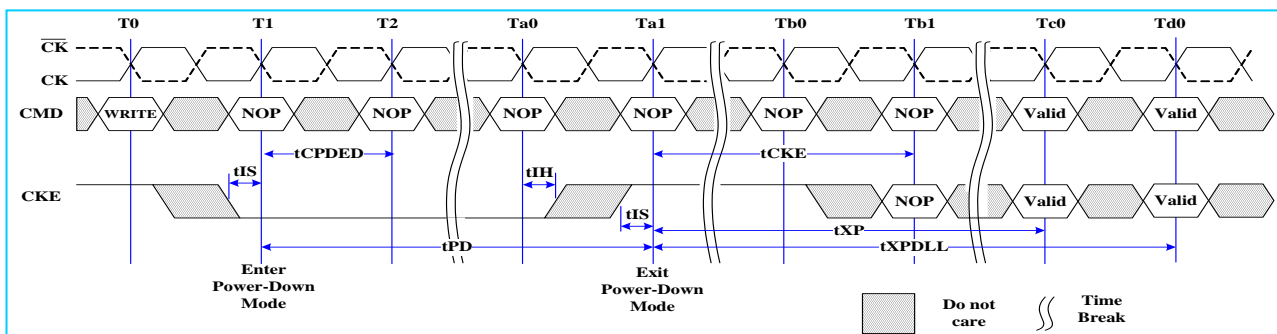 T0 T1 T2 Ta0 Ta1 Tb0 Tb1 Tc0 Td0
CK
CK
CMD WRITE NOP NOP NOP NOP NOP NOP Valid Valid
tCPDED tCKE
tIS tIH
CKE NOP Valid Valid
tIS
tXP
tPD tXPDLL
Enter
Power-Down
Mode
Exit
Power-Down
Mode
Do not
care
Time
Break